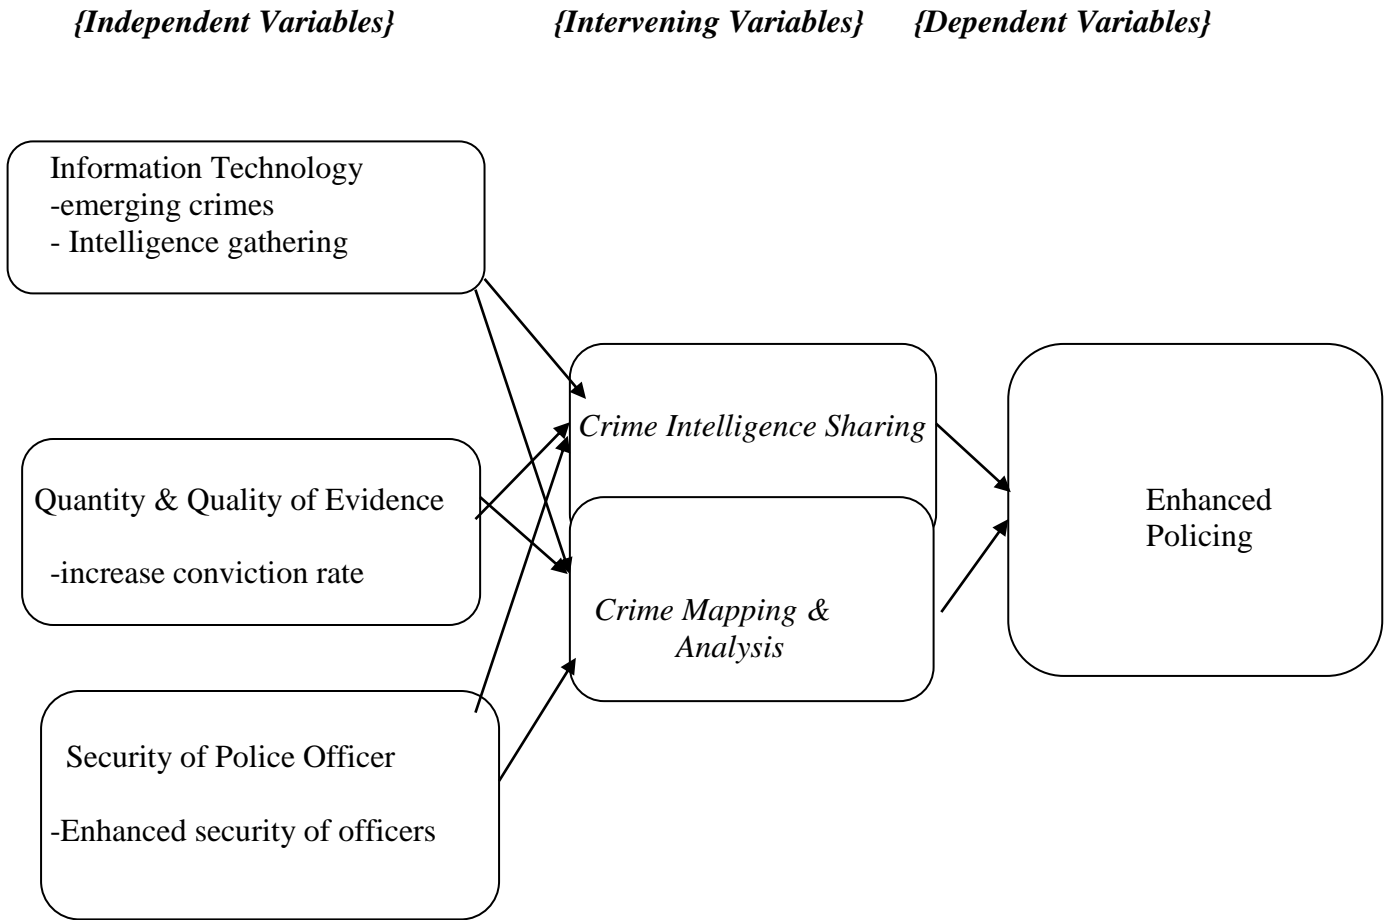 {Independent Variables} {Intervening Variables} {Dependent Variables}
Information Technology
-emerging crimes
- Intelligence gathering
Quantity & Quality of Evidence
-increase conviction rate
Security of Police Officer
-Enhanced security of officers
Crime Intelligence Sharing
Crime Mapping &
Analysis
Enhanced
Policing